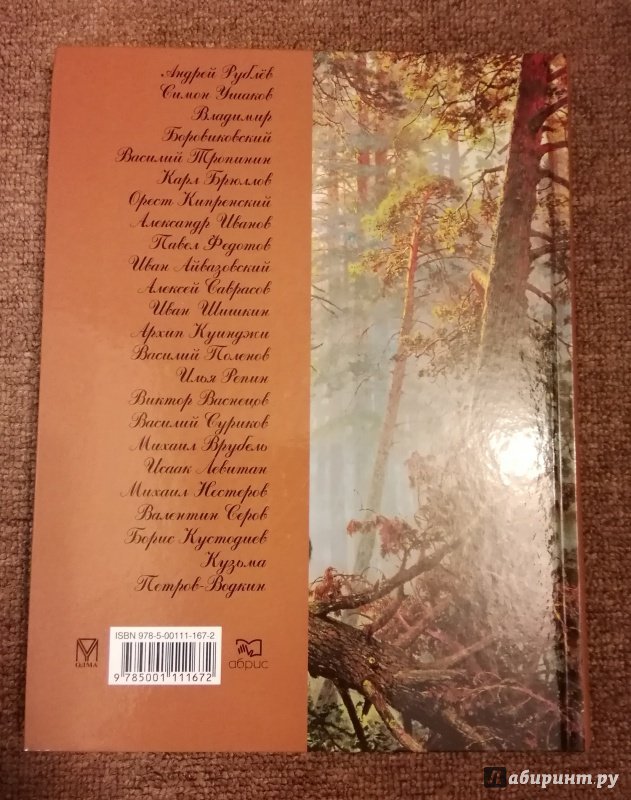 Андрей Рублёв
Симон Ушаков
Владимир
Боровиковский
Василий Тропинин
Карл Брюллов
Орест Кипренский
Александр Иванов
Павел Федотов
Иван Айвазовский
Алексей Саврасов
Иван Шишкин
Архип Куинджи
Василий Поленов
Илья Репин
Виктор Васнецов
Василий Суриков
Михаил Врубель
Исаак Левитан
Михаил Нестеров
Валентин Серов
Борис Кустодиев
Кузьма
Петров-Водкин
ISBN 978-5-00111-167-2
9 785001 111672
ОЛМА
абрис
Лабиринт.ру